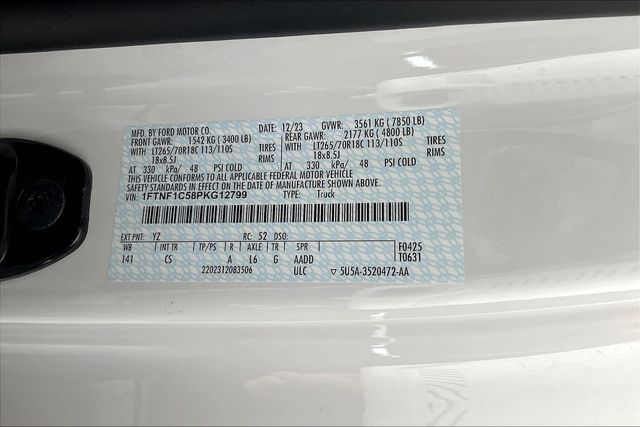 MFD. BY FORD MOTOR CO. DATE: 12/23 GVWR: 3561 KG ( 7850 LB)
FRONT GAWR: 1542 KG ( 3400 LB) REAR GAWR: 2177 KG ( 4800 LB)
WITH LT265/70R18C 113/110S TIRES WITH LT265/70R18C 113/110S TIRES
18x8.5J RIMS 18x8.5J RIMS
AT 330 kPa/ 48 PSI COLD AT 330 kPa/ 48 PSI COLD
THIS VEHICLE CONFORMS TO ALL APPLICABLE FEDERAL MOTOR VEHICLE
SAFETY STANDARDS IN EFFECT ON THE DATE OF MANUFACTURE SHOWN ABOVE.
VIN: 1FTNF1C58PKG12799 TYPE: Truck
EXT PNT: YZ RC: 52 DSO:
WB INT TR TP/PS R AXLE TR SPR F0425
141 CS A L6 G AADD T0631
2202312083506 ULC ▽ 5U5A-3520472-AA